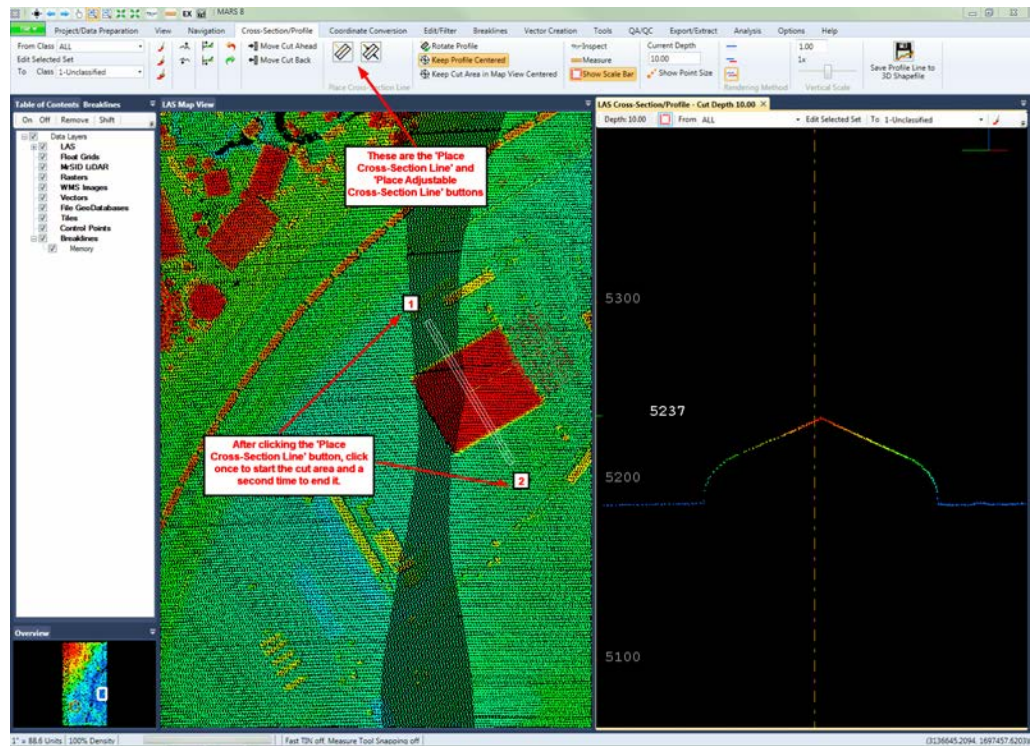 EX
MARS 8
Project/Data Preparation
View
Navigation
Cross-Section/Profile
Coordinate Conversion
Edit/Filter
Breaklines
Vector Creation
Tools
QA/QC
Export/Extract
Analysis
Options
Help
From Class ALL
Edit Selected Set
To Class 1-Unclassified
Move Cut Ahead
Move Cut Back
Place Cross-Section Line
Rotate Profile
Keep Profile Centered
Keep Cut Area in Map View Centered
Inspect
Measure
Show Scale Bar
Current Depth
10.00
Show Point Size
Rendering Method
1.00
1x
Vertical Scale
Save Profile Line to
3D Shapefile
Table of Contents Breaklines
On Off Remove Shift
Data Layers
LAS
Float Grids
MrSID LiDAR
Rasters
WMS Images
Vectors
File GeoDatabases
Tiles
Control Points
Breaklines
Memory
Overview
LAS Map View
These are the 'Place
Cross-Section Line' and
'Place Adjustable
Cross-Section Line' buttons
1
After clicking the 'Place
Cross-Section Line' button, click
once to start the cut area and a
second time to end it.
2
LAS Cross-Section/Profile - Cut Depth 10.00
Depth: 10.00 From ALL Edit Selected Set To 1-Unclassified
5300
5237
5200
5100
1" = 88.6 Units 100% Density Fast TIN off, Measure Tool Snapping off (3136645.2094, 1697457.6203)